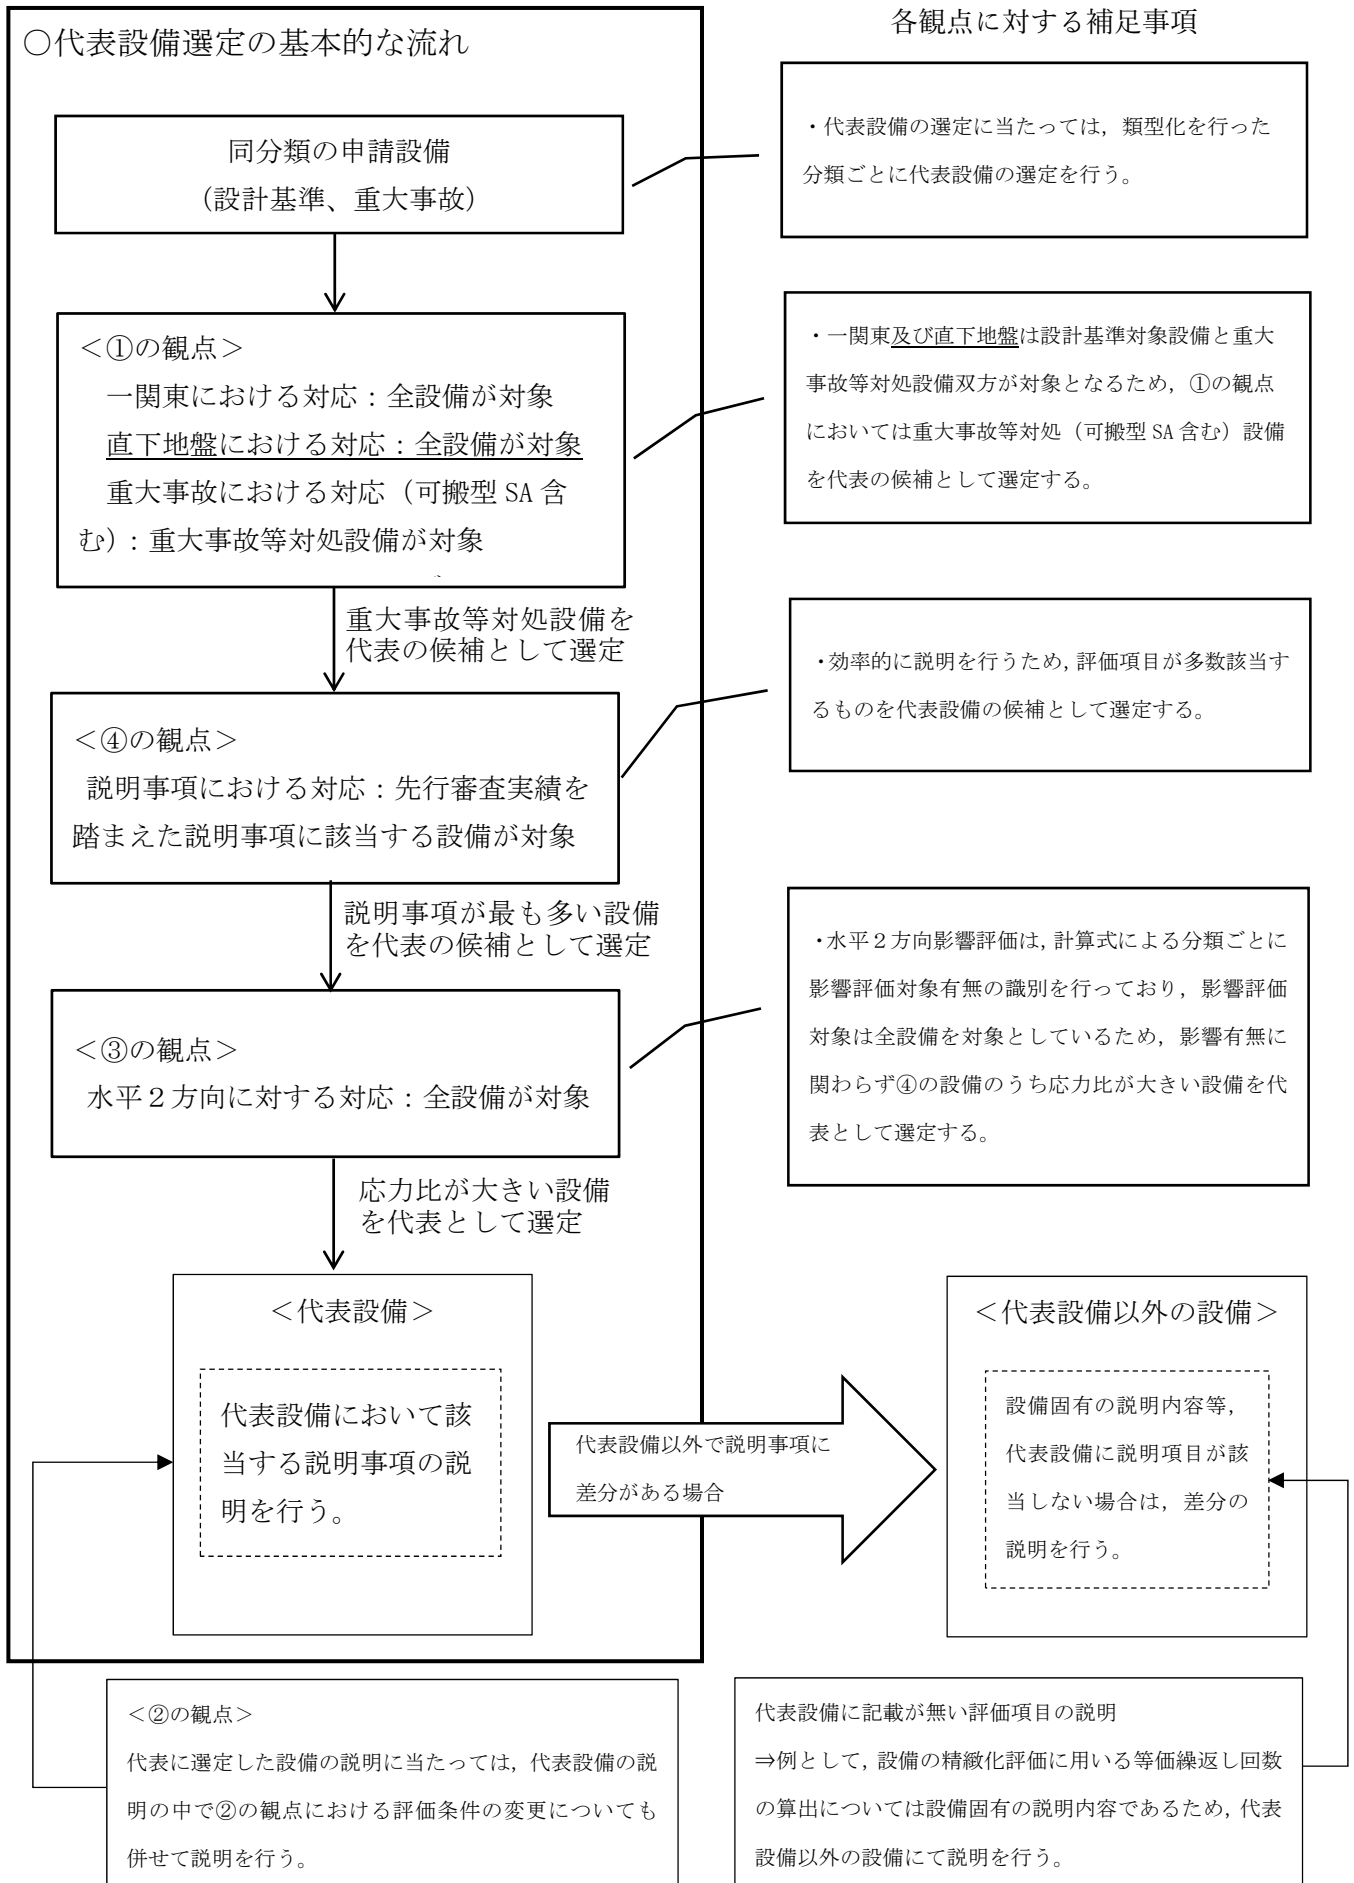 各観点に対する補足事項
○代表設備選定の基本的な流れ
同分類の申請設備
（設計基準、重大事故）
・代表設備の選定に当たっては，類型化を行った
分類ごとに代表設備の選定を行う。
＜①の観点＞
一関東における対応：全設備が対象
直下地盤における対応：全設備が対象
重大事故における対応（可搬型 SA 含
む）：重大事故等対処設備が対象
・一関東及び直下地盤は設計基準対象設備と重大
事故等対処設備双方が対象となるため，①の観点
においては重大事故等対処（可搬型 SA 含む）設備
を代表の候補として選定する。
重大事故等対処設備を
代表の候補として選定
＜④の観点＞
説明事項における対応：先行審査実績を
踏まえた説明事項に該当する設備が対象
・効率的に説明を行うため，評価項目が多数該当す
るものを代表設備の候補として選定する。
説明事項が最も多い設備
を代表の候補として選定
＜③の観点＞
水平２方向に対する対応：全設備が対象
・水平２方向影響評価は，計算式による分類ごとに
影響評価対象有無の識別を行っており，影響評価
対象は全設備を対象としているため，影響有無に
関わらず④の設備のうち応力比が大きい設備を代
表として選定する。
応力比が大きい設備
を代表として選定
＜代表設備＞
代表設備において該
当する説明事項の説
明を行う。
代表設備以外で説明事項に
差分がある場合
＜代表設備以外の設備＞
設備固有の説明内容等，
代表設備に説明項目が該
当しない場合は，差分の
説明を行う。
＜②の観点＞
代表に選定した設備の説明に当たっては，代表設備の説
明の中で②の観点における評価条件の変更についても
併せて説明を行う。
代表設備に記載が無い評価項目の説明
⇒例として，設備の精緻化評価に用いる等価繰返し回数
の算出については設備固有の説明内容であるため，代表
設備以外の設備にて説明を行う。